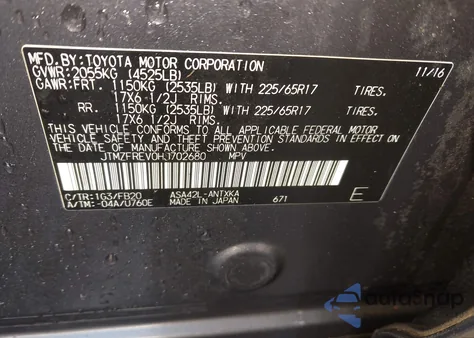 MFD.BY:TOYOTA MOTOR CORPORATION 11/16
GVWR:2055KG (4525LB)
GAWR:FRT. 1150KG (2535LB) WITH 225/65R17 TIRES.
17X6 1/2J RIMS.
RR. 1150KG (2535LB) WITH 225/65R17 TIRES.
17X6 1/2J RIMS.
THIS VEHICLE CONFORMS TO ALL APPLICABLE FEDERAL MOTOR
VEHICLE SAFETY AND THEFT PREVENTION STANDARDS IN EFFECT ON
THE DATE OF MANUFACTURE SHOWN ABOVE.
JTMZFREV0HJ702680 MPV
C/TR:1G3/FB20 ASA42L-ANTXKA
A/TM:-04A/U760E MADE IN JAPAN 671 E
autosnap